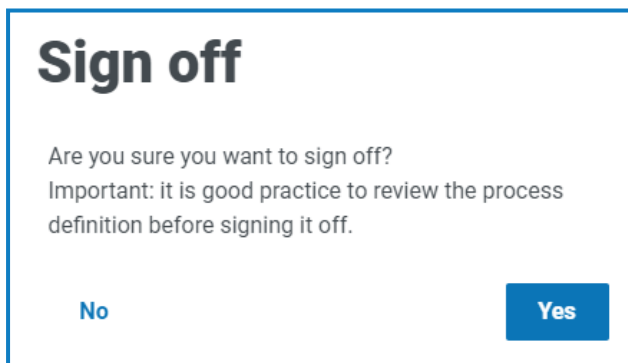 Sign off
Are you sure you want to sign off?
Important: it is good practice to review the process
definition before signing it off.
No
Yes